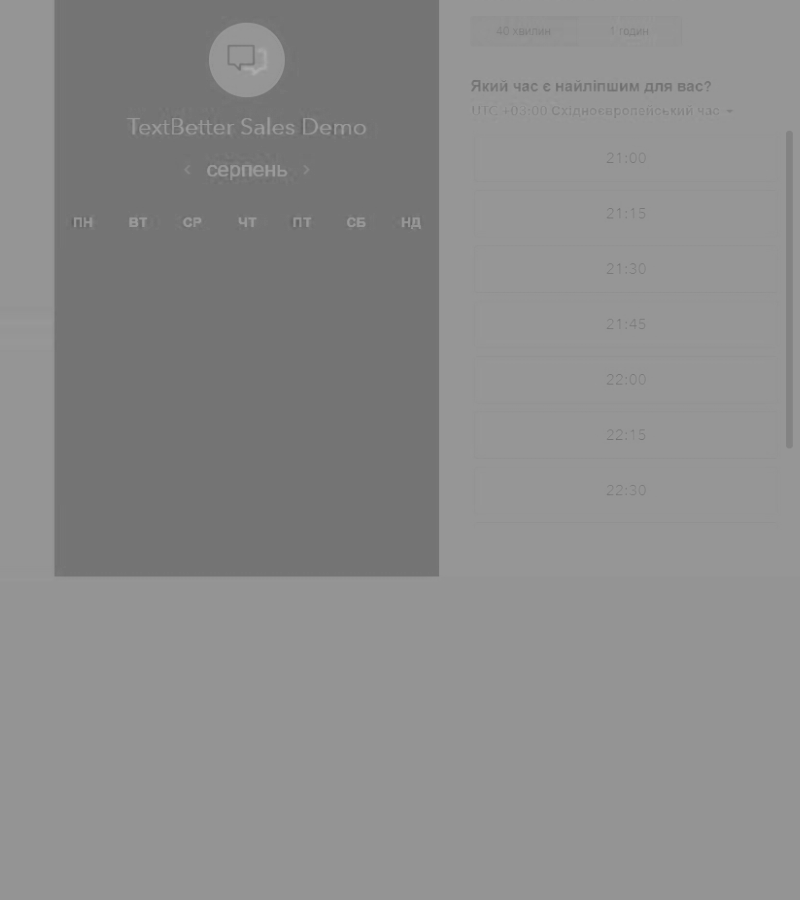 TextBetter Sales Demo
‹ серпень ›
ПН ВТ СР ЧТ ПТ СБ НД
40 хвилин 1 годин
Який час є найліпшим для вас?
UTC +03:00 Східноєвропейський час
21:00
21:15
21:30
21:45
22:00
22:15
22:30